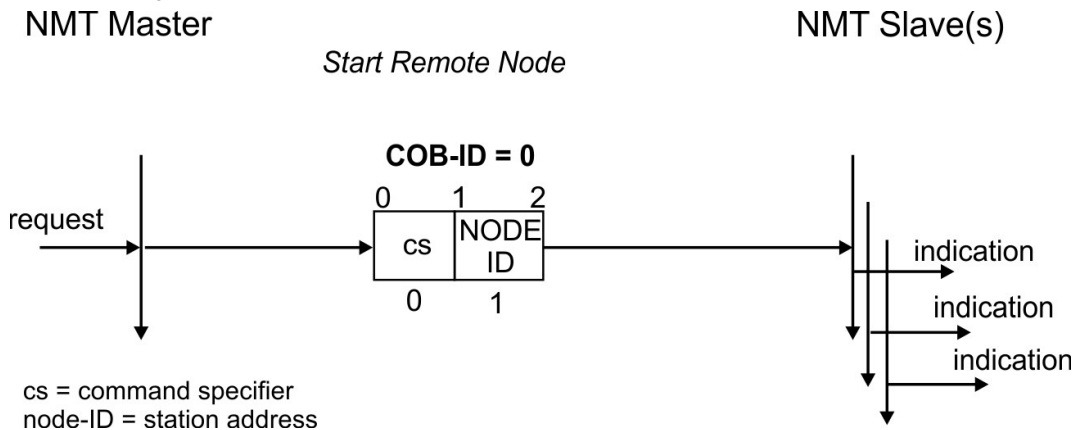 NMT Master
NMT Slave(s)
Start Remote Node
COB-ID = 0
0 1 2
request
cs
NODE
ID
0 1
indication
indication
indication
cs = command specifier
node-ID = station address